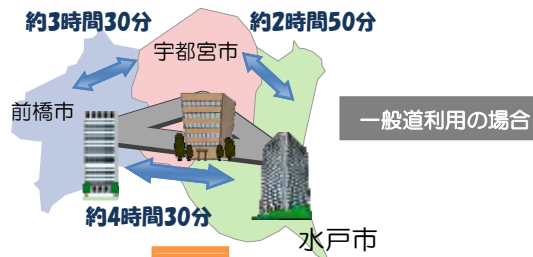 約3時間30分
約2時間50分
宇都宮市
前橋市
一般道利用の場合
約4時間30分
水戸市